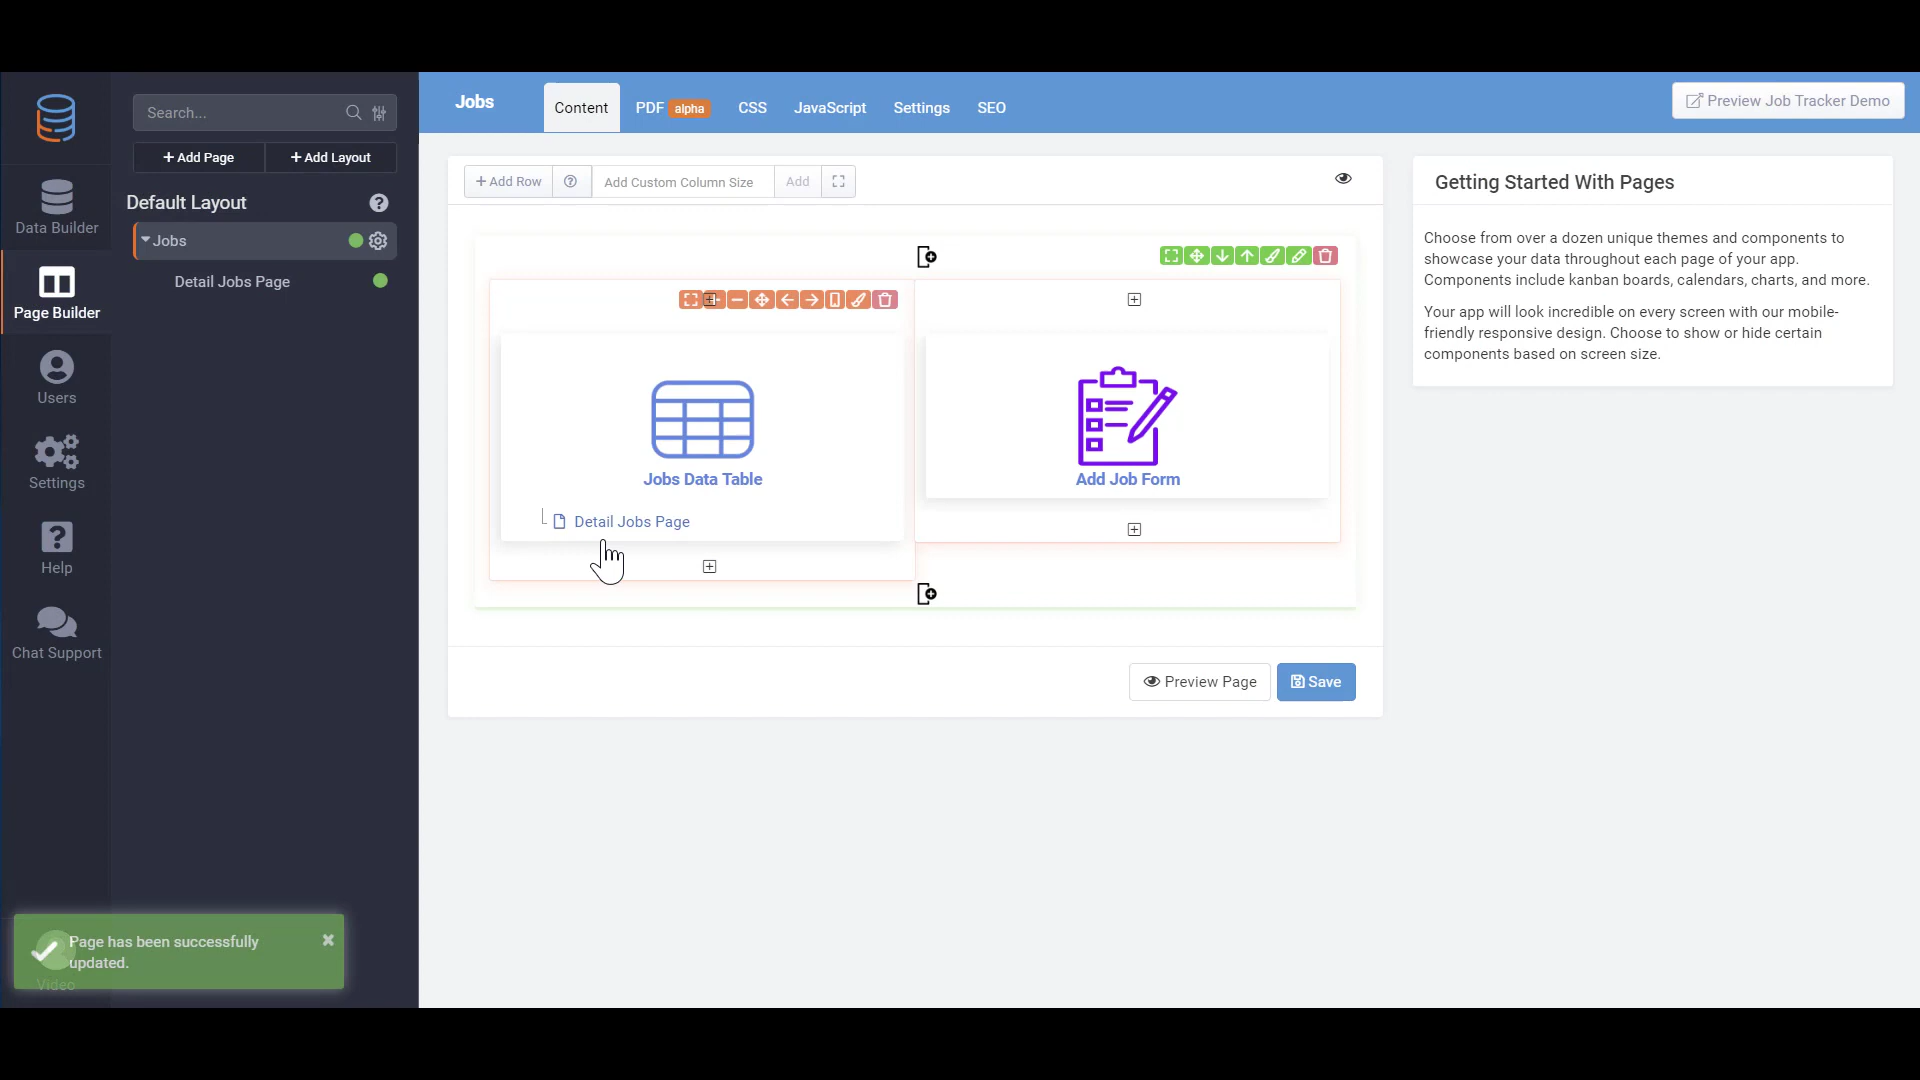 Search...
Add Page
Add Layout
Default Layout
Jobs
Detail Jobs Page
Data Builder
Page Builder
Users
Settings
Help
Chat Support
Page has been successfully
updated.
Video
Jobs
Content
PDF alpha
CSS
JavaScript
Settings
SEO
Preview Job Tracker Demo
+ Add Row
Add Custom Column Size
Add
Jobs Data Table
Detail Jobs Page
Add Job Form
Preview Page
Save
Getting Started With Pages
Choose from over a dozen unique themes and components to
showcase your data throughout each page of your app.
Components include kanban boards, calendars, charts, and more.
Your app will look incredible on every screen with our mobile-
friendly responsive design. Choose to show or hide certain
components based on screen size.